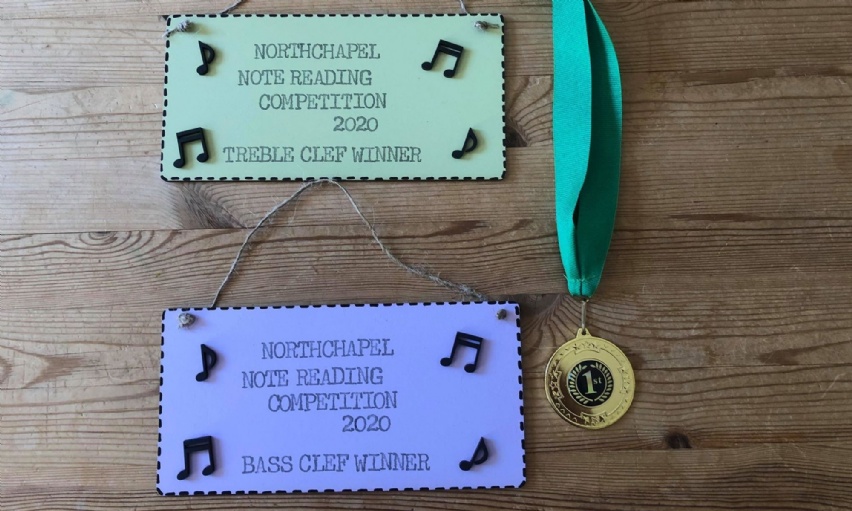 NORTHCHAPEL
NOTE READING
COMPETITION
2020
TREBLE CLEF WINNER
NORTHCHAPEL
NOTE READING
COMPETITION
2020
BASS CLEF WINNER
1st